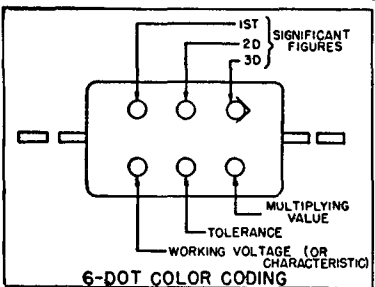 1ST
2D
3D
SIGNIFICANT
FIGURES
MULTIPLYING
VALUE
TOLERANCE
WORKING VOLTAGE (OR
CHARACTERISTIC)
6-DOT COLOR CODING